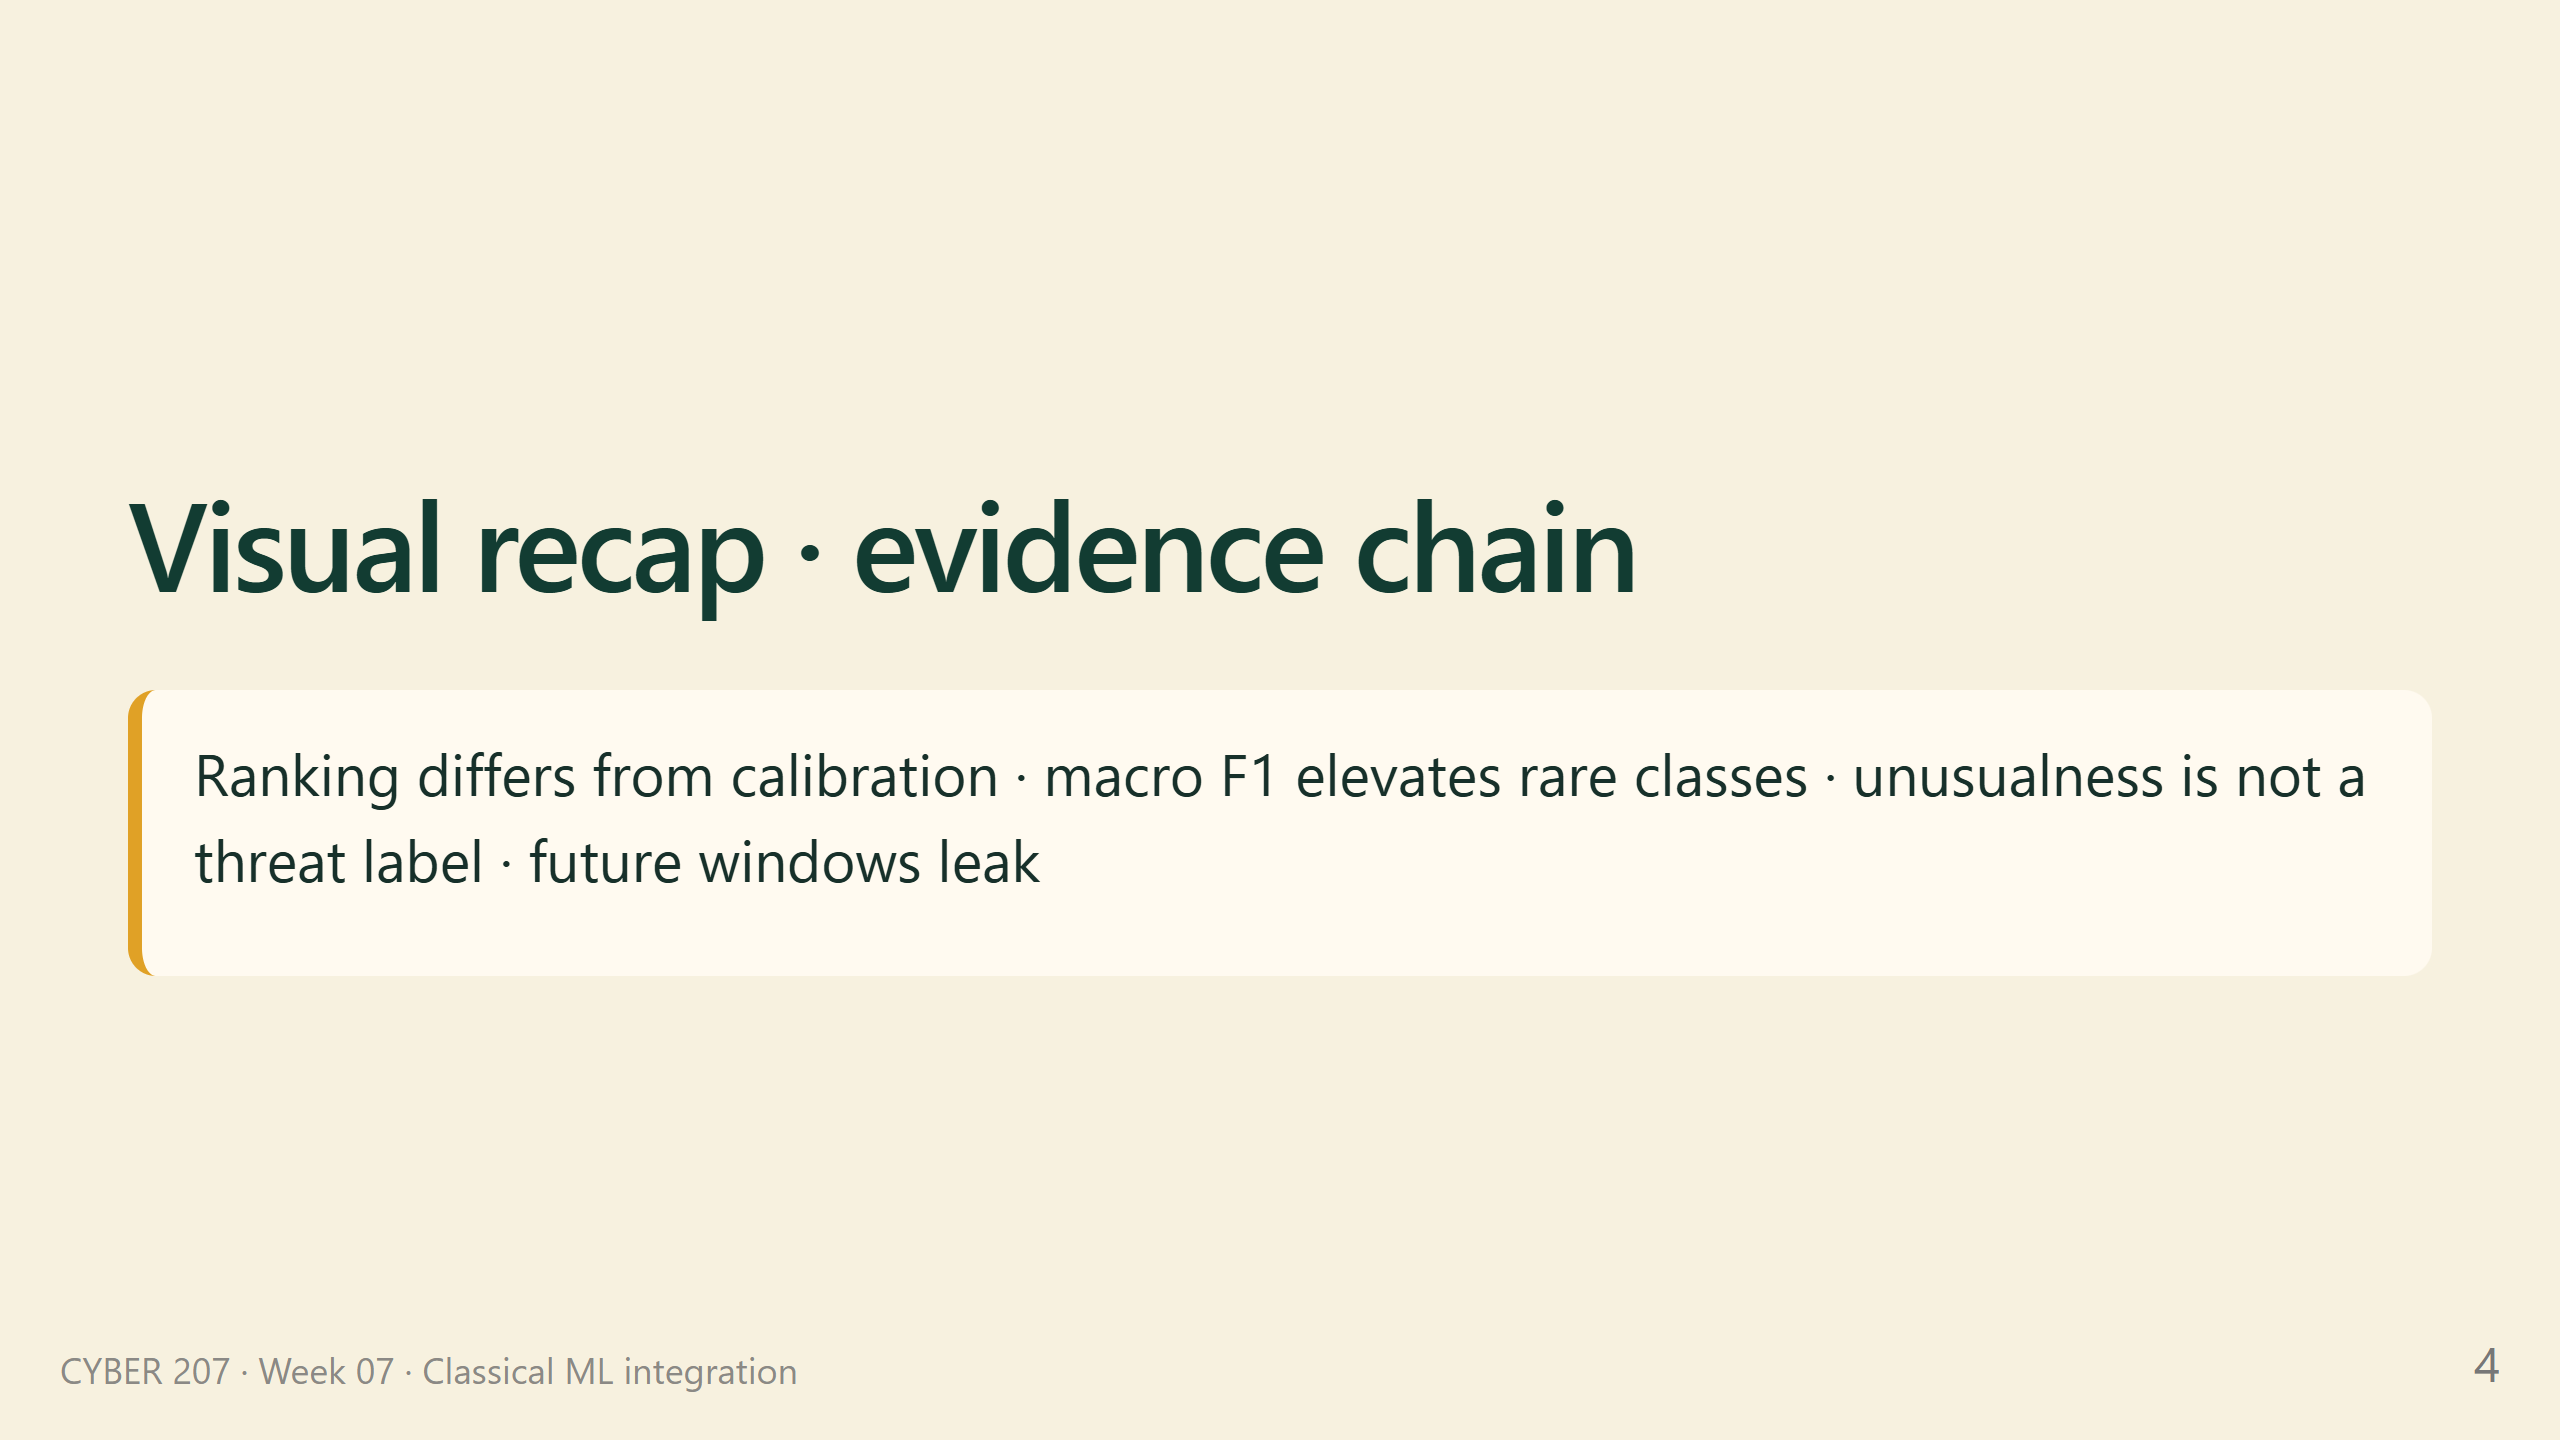 Visual recap · evidence chain
Ranking differs from calibration · macro F1 elevates rare classes · unusualness is not a
threat label · future windows leak
CYBER 207 · Week 07 · Classical ML integration
4